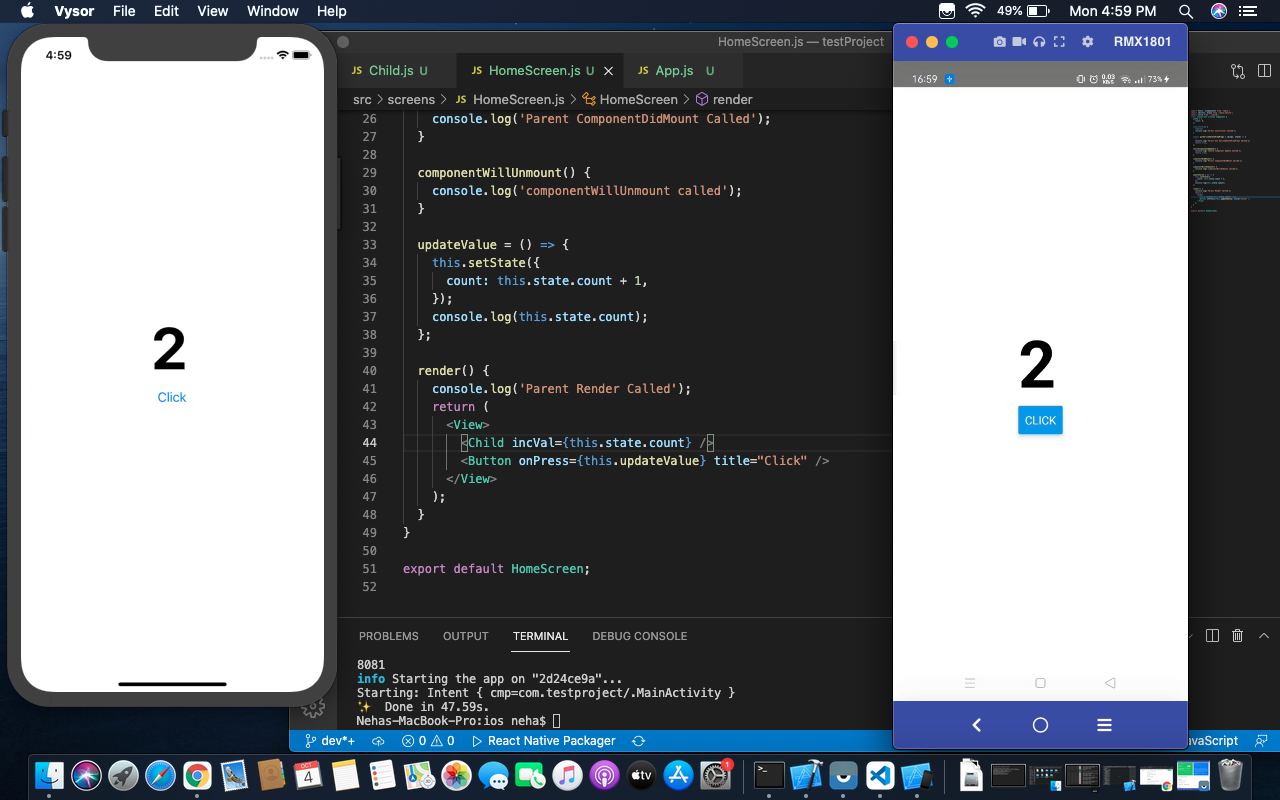 Vysor File Edit View Window Help
49% Mon 4:59 PM
4:59
2
Click
HomeScreen.js — testProject
JS Child.js U
JS HomeScreen.js U
JS App.js U
src > screens > JS HomeScreen.js > HomeScreen > render
26 console.log('Parent ComponentDidMount Called');
27 }
28
29 componentWillUnmount() {
30 console.log('componentWillUnmount called');
31 }
32
33 updateValue = () => {
34 this.setState({
35 count: this.state.count + 1,
36 });
37 console.log(this.state.count);
38 };
39
40 render() {
41 console.log('Parent Render Called');
42 return (
43 <View>
44 <Child incVal={this.state.count} />
45 <Button onPress={this.updateValue} title="Click" />
46 </View>
47 );
48 }
49 }
50
51 export default HomeScreen;
52
PROBLEMS OUTPUT TERMINAL DEBUG CONSOLE
8081
info Starting the app on "2d24ce9a"...
Starting: Intent { cmp=com.testproject/.MainActivity }
✨ Done in 47.59s.
Nehas-MacBook-Pro:ios neha$
dev*+ 0 0 React Native Packager
vaScript
RMX1801
16:59
0.03 KB/S
73%
2
CLICK
OCT
4
tv
1